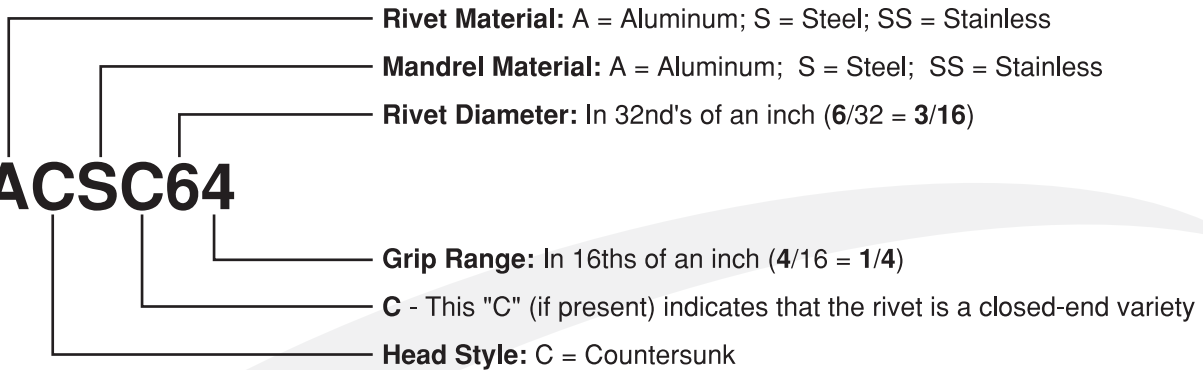 Rivet Material: A = Aluminum; S = Steel; SS = Stainless
Mandrel Material: A = Aluminum; S = Steel; SS = Stainless
Rivet Diameter: In 32nd's of an inch (6/32 = 3/16)
ACSC64
Grip Range: In 16ths of an inch (4/16 = 1/4)
C - This "C" (if present) indicates that the rivet is a closed-end variety
Head Style: C = Countersunk